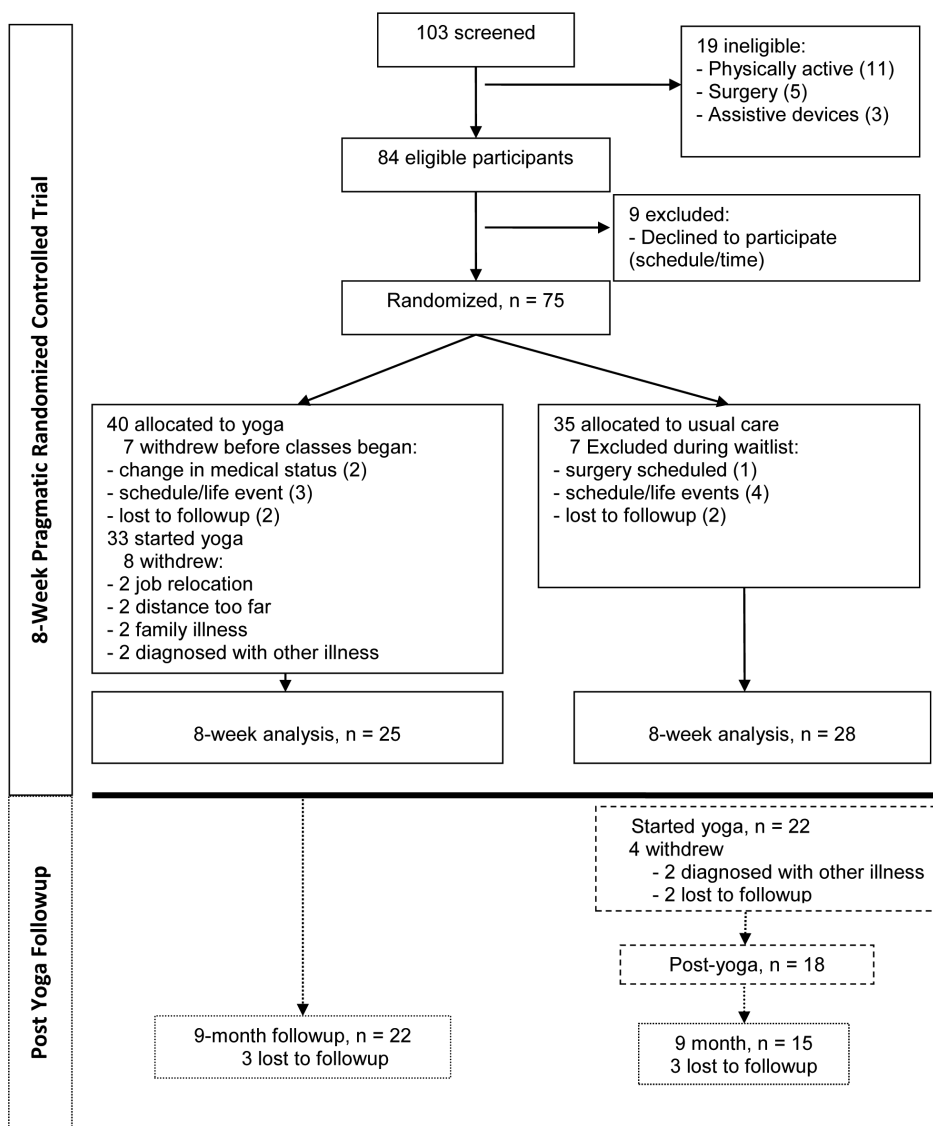 103 screened
19 ineligible:
- Physically active (11)
- Surgery (5)
- Assistive devices (3)
84 eligible participants
9 excluded:
- Declined to participate
(schedule/time)
Randomized, n = 75
8-Week Pragmatic Randomized Controlled Trial
40 allocated to yoga
7 withdrew before classes began:
- change in medical status (2)
- schedule/life event (3)
- lost to followup (2)
33 started yoga
8 withdrew:
- 2 job relocation
- 2 distance too far
- 2 family illness
- 2 diagnosed with other illness
35 allocated to usual care
7 Excluded during waitlist:
- surgery scheduled (1)
- schedule/life events (4)
- lost to followup (2)
8-week analysis, n = 25
8-week analysis, n = 28
Post Yoga Followup
Started yoga, n = 22
4 withdrew
- 2 diagnosed with other illness
- 2 lost to followup
Post-yoga, n = 18
9-month followup, n = 22
3 lost to followup
9 month, n = 15
3 lost to followup